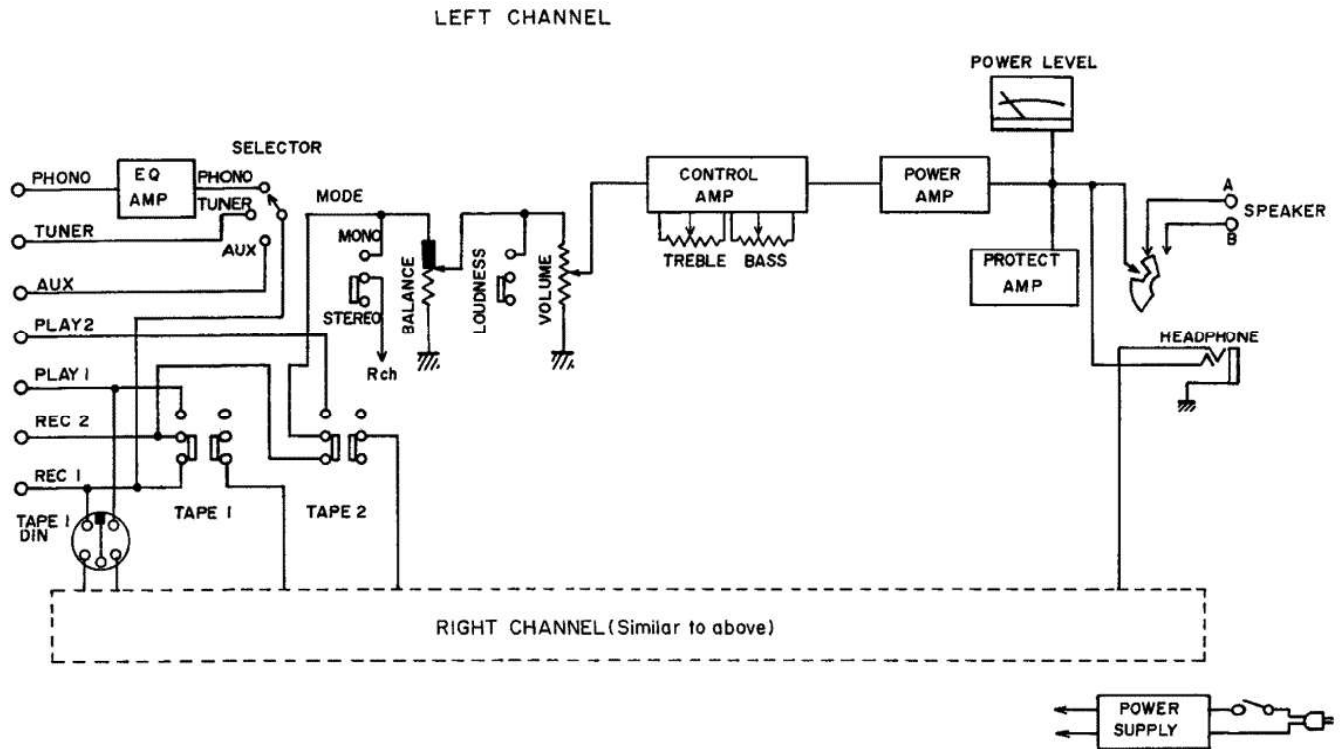 LEFT CHANNEL
POWER LEVEL
SELECTOR
PHONO
EQ
AMP
PHONO
TUNER
AUX
TUNER
AUX
PLAY 2
PLAY 1
REC 2
REC 1
TAPE 1
DIN
MODE
MONO
STEREO
Rch
BALANCE
LOUDNESS
VOLUME
CONTROL
AMP
TREBLE
BASS
POWER
AMP
PROTECT
AMP
A
B
SPEAKER
HEADPHONE
TAPE 1
TAPE 2
RIGHT CHANNEL (Similar to above)
POWER
SUPPLY